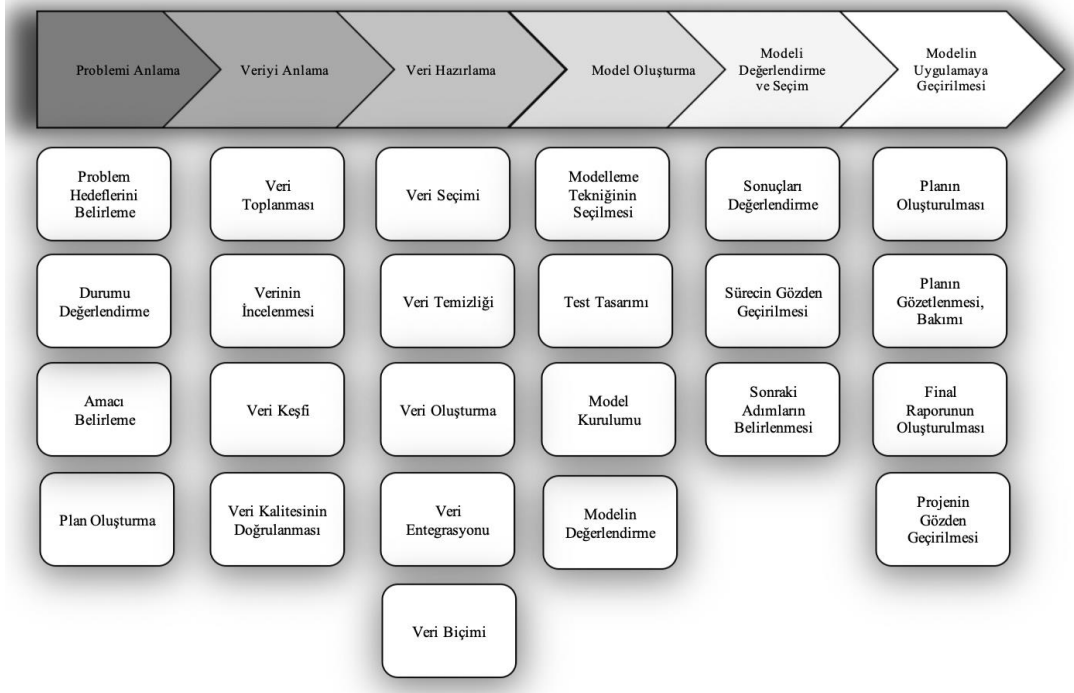 Problemi Anlama
Veriyi Anlama
Veri Hazırlama
Model Oluşturma
Modeli
Değerlendirme
ve Seçim
Modelin
Uygulamaya
Geçirilmesi
Problem
Hedeflerini
Belirleme
Durumu
Değerlendirme
Amacı
Belirleme
Plan Oluşturma
Veri
Toplanması
Verinin
İncelenmesi
Veri Keşfi
Veri Kalitesinin
Doğrulanması
Veri Seçimi
Veri Temizliği
Veri Oluşturma
Veri
Entegrasyonu
Veri Biçimi
Modelleme
Tekniğinin
Seçilmesi
Test Tasarımı
Model
Kurulumu
Modelin
Değerlendirme
Sonuçları
Değerlendirme
Sürecin Gözden
Geçirilmesi
Sonraki
Adımların
Belirlenmesi
Planın
Oluşturulması
Planın
Gözetlenmesi,
Bakımı
Final
Raporunun
Oluşturulması
Projenin
Gözden
Geçirilmesi